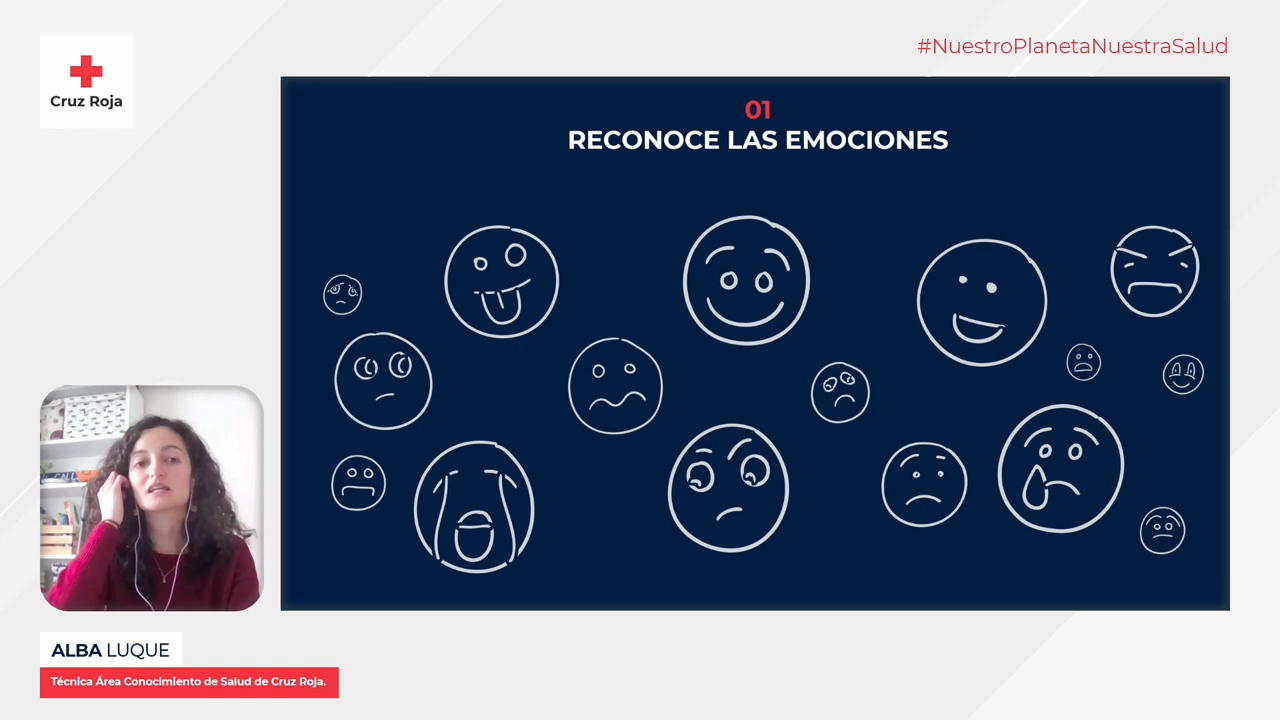 Cruz Roja
#NuestroPlanetaNuestraSalud
01
RECONOCE LAS EMOCIONES
ALBA LUQUE
Técnica Área Conocimiento de Salud de Cruz Roja.